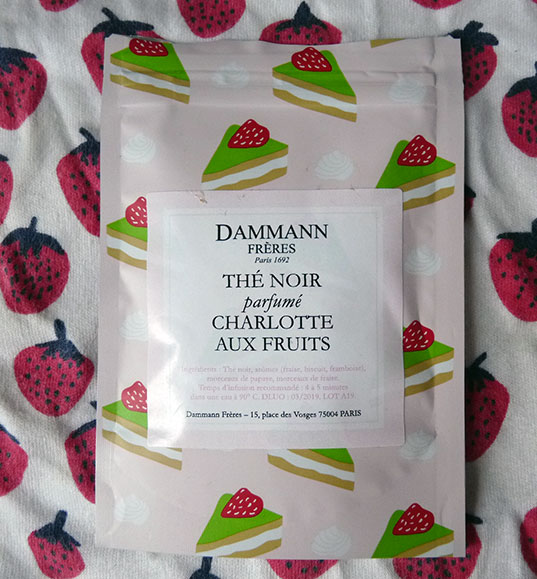 DAMMANN
FRÈRES
Paris 1692
THÉ NOIR
parfumé
CHARLOTTE
AUX FRUITS
Ingrédients : Thé noir, arômes (fraise, biscuit, framboise),
morceaux de papaye, morceaux de fraise.
Temps d'infusion recommandé : 4 à 5 minutes
dans une eau à 90° C. DLUO : 03/2019. LOT A18.
Dammann Frères – 15, place des Vosges 75004 PARIS